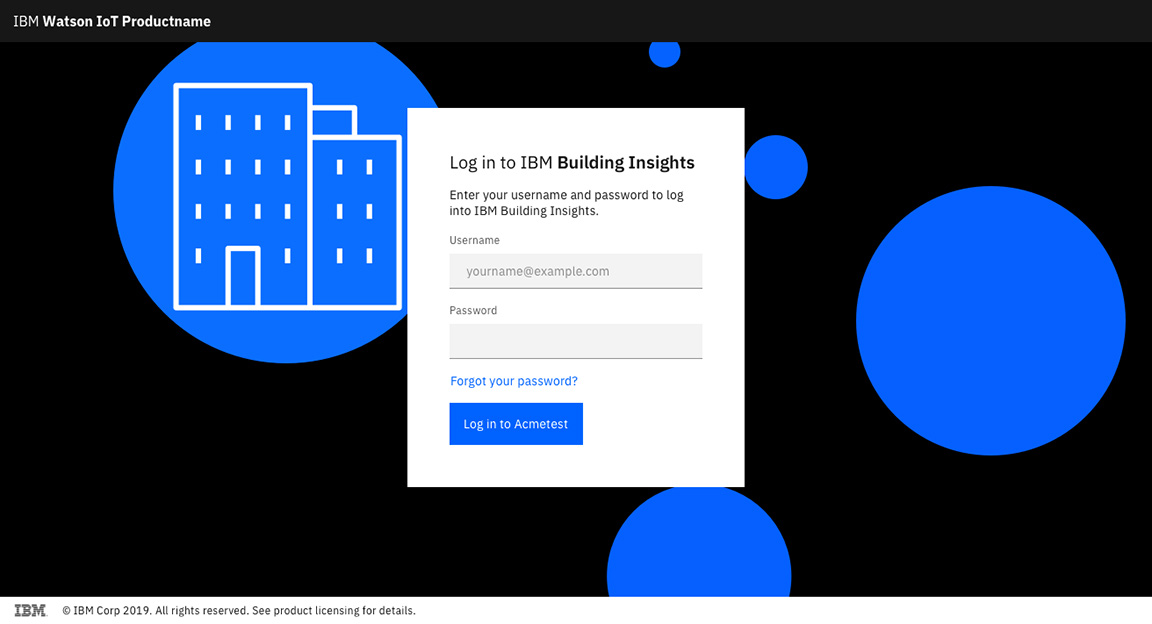 IBM Watson IoT Productname
Log in to IBM Building Insights
Enter your username and password to log
into IBM Building Insights.
Username
yourname@example.com
Password
Forgot your password?
Log in to Acmetest
IBM © IBM Corp 2019. All rights reserved. See product licensing for details.